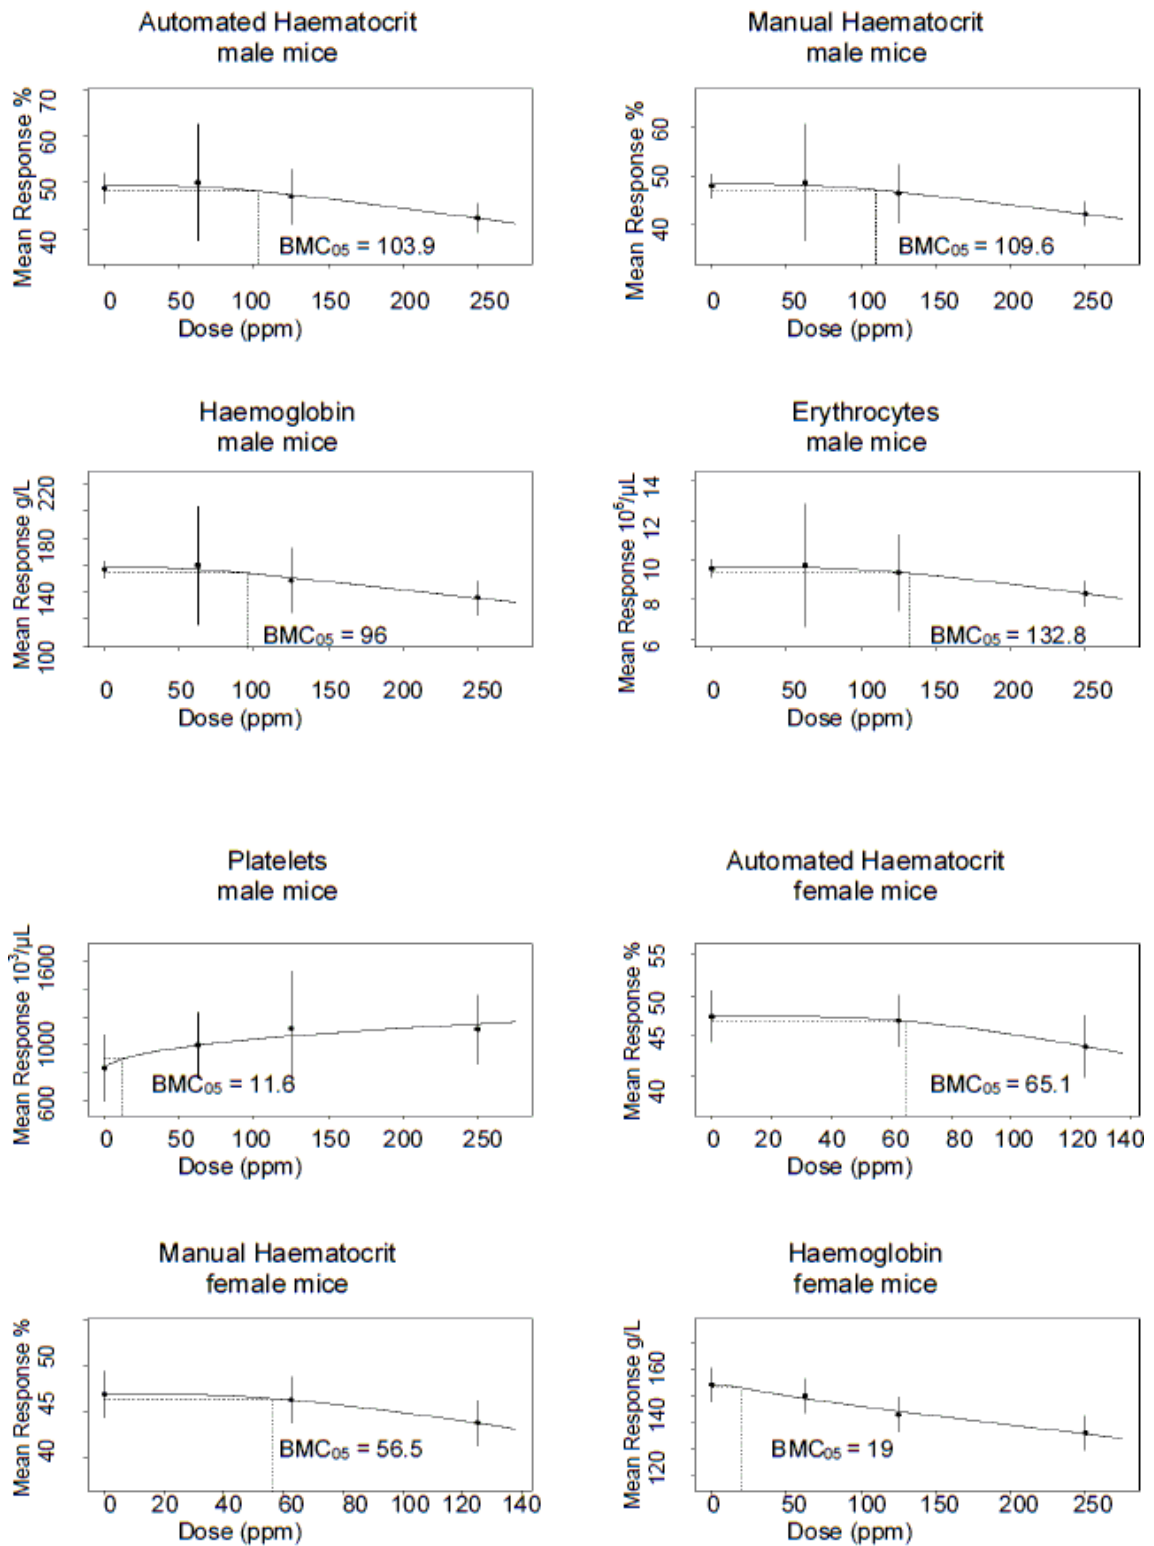 Automated Haematocrit
male mice
Mean Response %
70
60
50
40
BMC05 = 103.9
0 50 100 150 200 250
Dose (ppm)
Manual Haematocrit
male mice
Mean Response %
60
50
40
BMC05 = 109.6
0 50 100 150 200 250
Dose (ppm)
Haemoglobin
male mice
Mean Response g/L
220
180
140
100
BMC05 = 96
0 50 100 150 200 250
Dose (ppm)
Erythrocytes
male mice
Mean Response 10⁶/µL
14
12
10
8
6
BMC05 = 132.8
0 50 100 150 200 250
Dose (ppm)
Platelets
male mice
Mean Response 10³/µL
1600
1000
600
BMC05 = 11.6
0 50 100 150 200 250
Dose (ppm)
Automated Haematocrit
female mice
Mean Response %
55
50
45
40
BMC05 = 65.1
0 20 40 60 80 100 120 140
Dose (ppm)
Manual Haematocrit
female mice
Mean Response %
50
45
40
BMC05 = 56.5
0 20 40 60 80 100 120 140
Dose (ppm)
Haemoglobin
female mice
Mean Response g/L
160
140
120
BMC05 = 19
0 50 100 150 200 250
Dose (ppm)